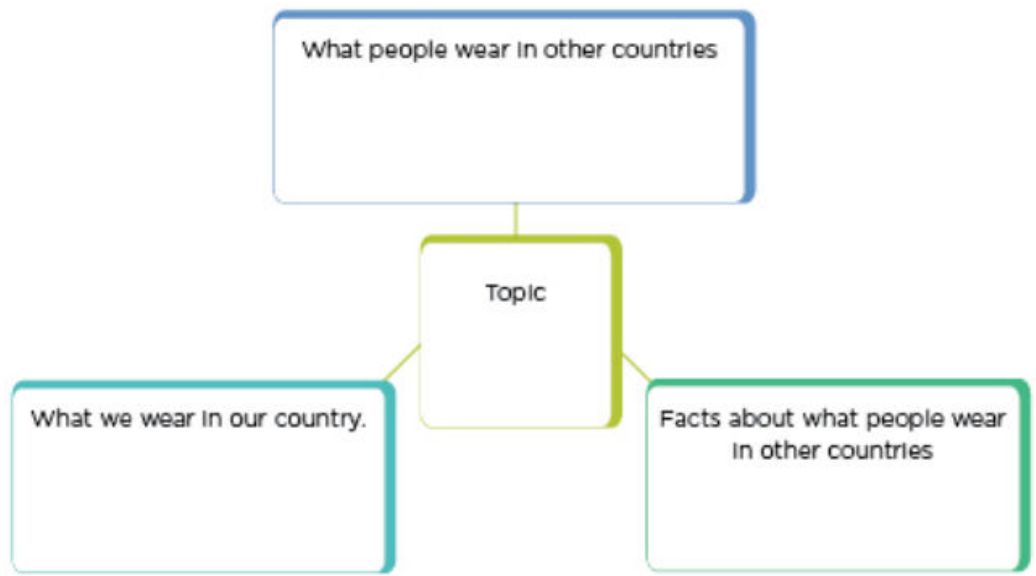 What people wear in other countries
Topic
What we wear in our country.
Facts about what people wear
in other countries